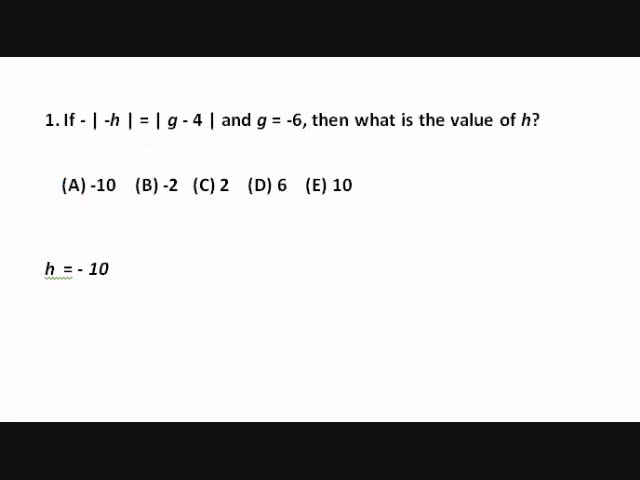 1. If - | -h | = | g - 4 | and g = -6, then what is the value of h?
(A) -10 (B) -2 (C) 2 (D) 6 (E) 10
h = - 10